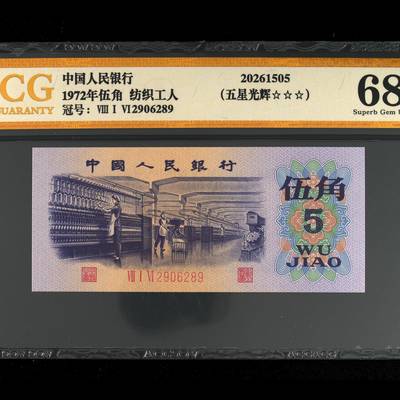 CG
GUARANTY
中国人民银行
1972年伍角 纺织工人
冠号: Ⅷ Ⅰ Ⅵ2906289
20261505
(五星光辉☆☆☆)
68
Superb Gem
中國人民銀行
伍角
5
WU
JIAO
Ⅷ Ⅰ Ⅵ2906289